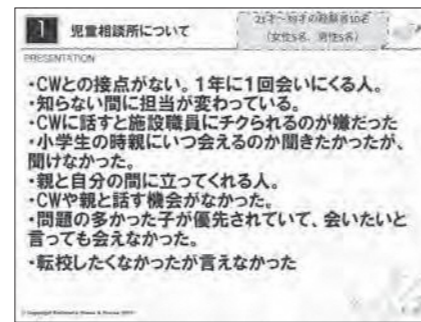 1
児童相談所について
経験者10名
(女性5名、男性5名)
PRESENTATION
・CWとの接点がない。1年に1回会いにくる人。
・知らない間に担当が変わっている。
・CWに話すと施設職員にチクられるのが嫌だった
・小学生の時親にいつ会えるのか聞きたかったが、
聞けなかった。
・親と自分の間に立ってくれる人。
・CWや親と話す機会がなかった。
・問題の多かった子が優先されていて、会いたいと
言っても会えなかった。
・転校したくなかったが言えなかった